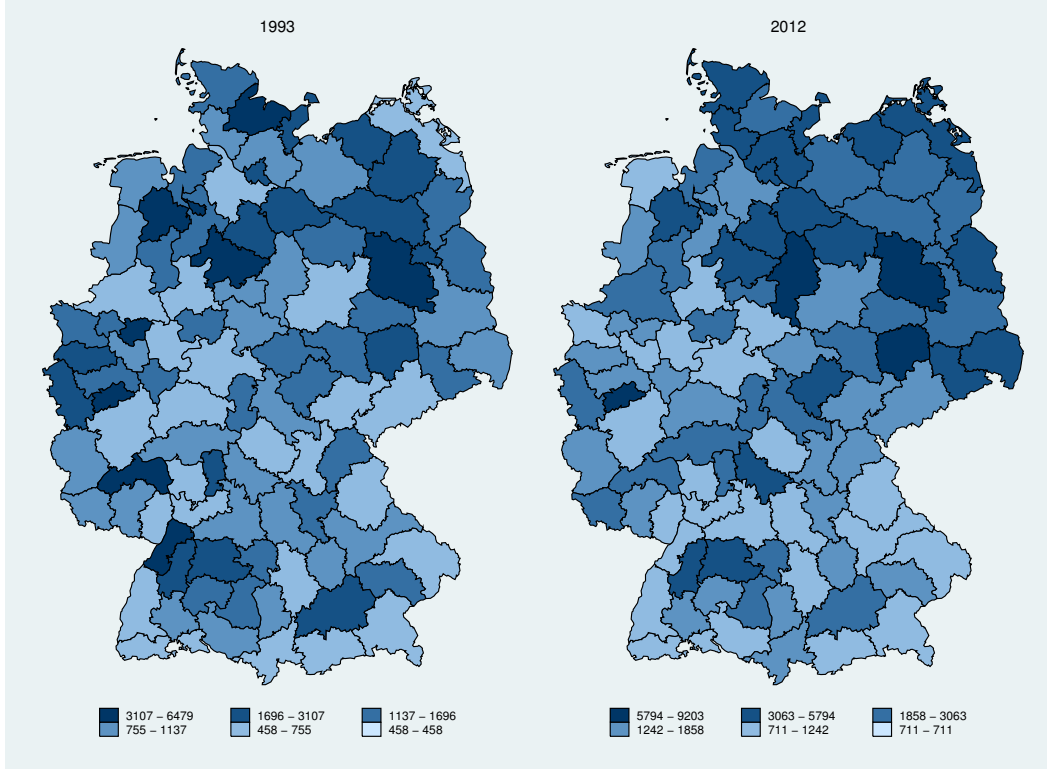 1993
2012
3107 – 6479
1696 – 3107
1137 – 1696
755 – 1137
458 – 755
458 – 458
5794 – 9203
3063 – 5794
1858 – 3063
1242 – 1858
711 – 1242
711 – 711